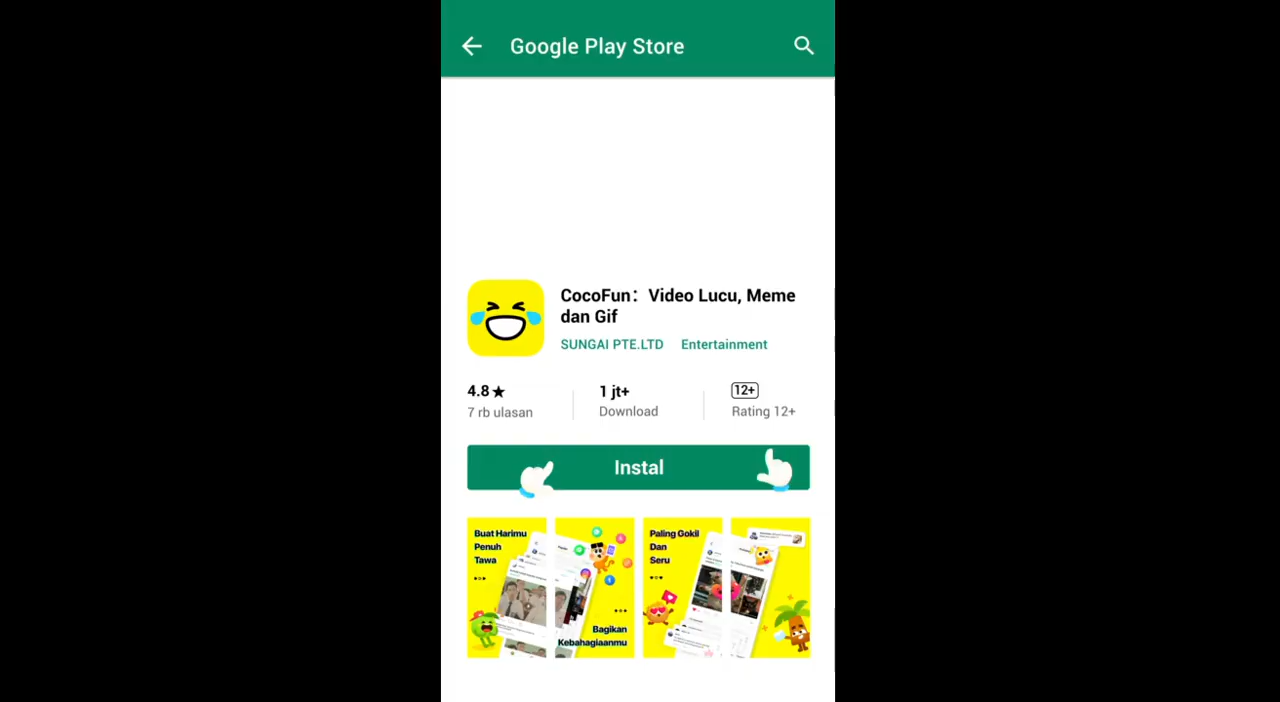 Google Play Store
CocoFun：Video Lucu, Meme
dan Gif
SUNGAI PTE.LTD Entertainment
4.8★ 1 jt+ 12+
7 rb ulasan Download Rating 12+
Instal
Buat Harimu
Penuh
Tawa
Bagikan
Kebahagiaanmu
Paling Gokil
Dan
Seru